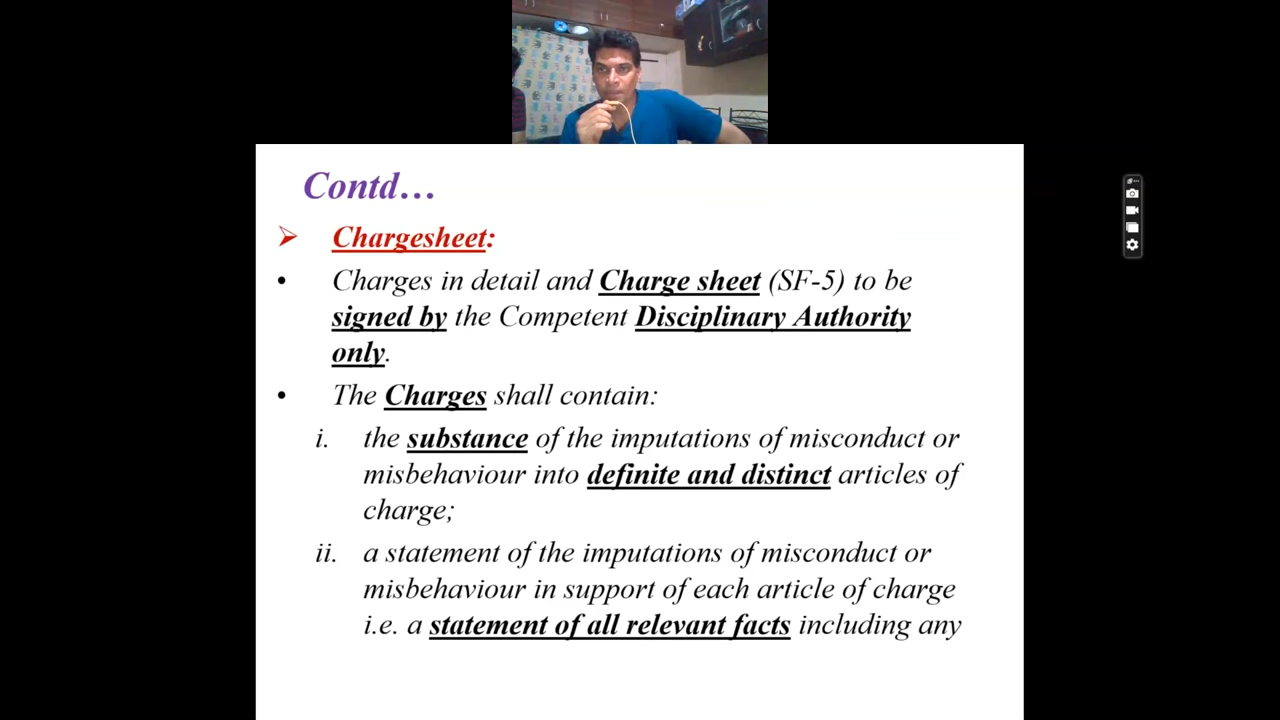 Contd…
➢ Chargesheet:
• Charges in detail and Charge sheet (SF-5) to be
signed by the Competent Disciplinary Authority
only.
• The Charges shall contain:
i. the substance of the imputations of misconduct or
misbehaviour into definite and distinct articles of
charge;
ii. a statement of the imputations of misconduct or
misbehaviour in support of each article of charge
i.e. a statement of all relevant facts including any